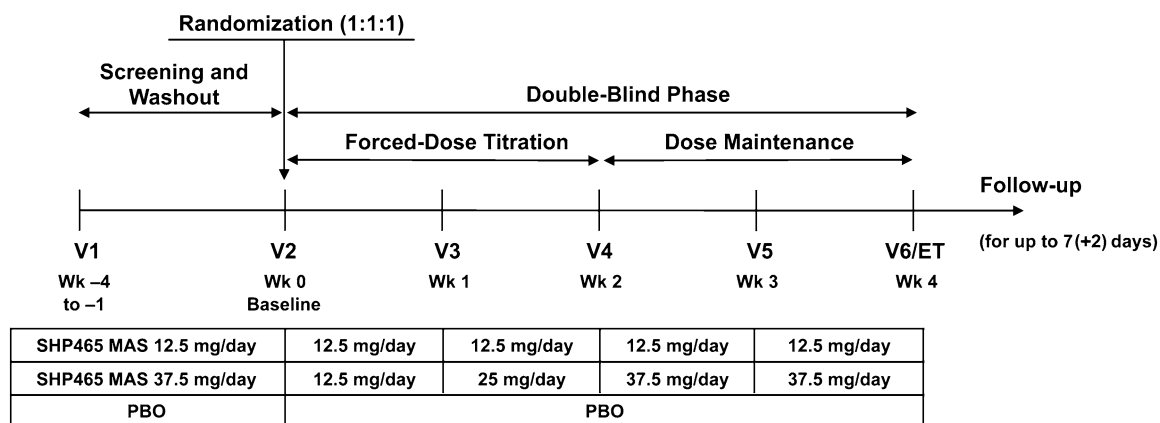 Randomization (1:1:1)
Screening and
Washout
Double-Blind Phase
Forced-Dose Titration
Dose Maintenance
Follow-up
(for up to 7(+2) days)
V1
V2
V3
V4
V5
V6/ET
Wk –4
to –1
Wk 0
Baseline
Wk 1
Wk 2
Wk 3
Wk 4
SHP465 MAS 12.5 mg/day 12.5 mg/day 12.5 mg/day 12.5 mg/day 12.5 mg/day
SHP465 MAS 37.5 mg/day 12.5 mg/day 25 mg/day 37.5 mg/day 37.5 mg/day
PBO PBO